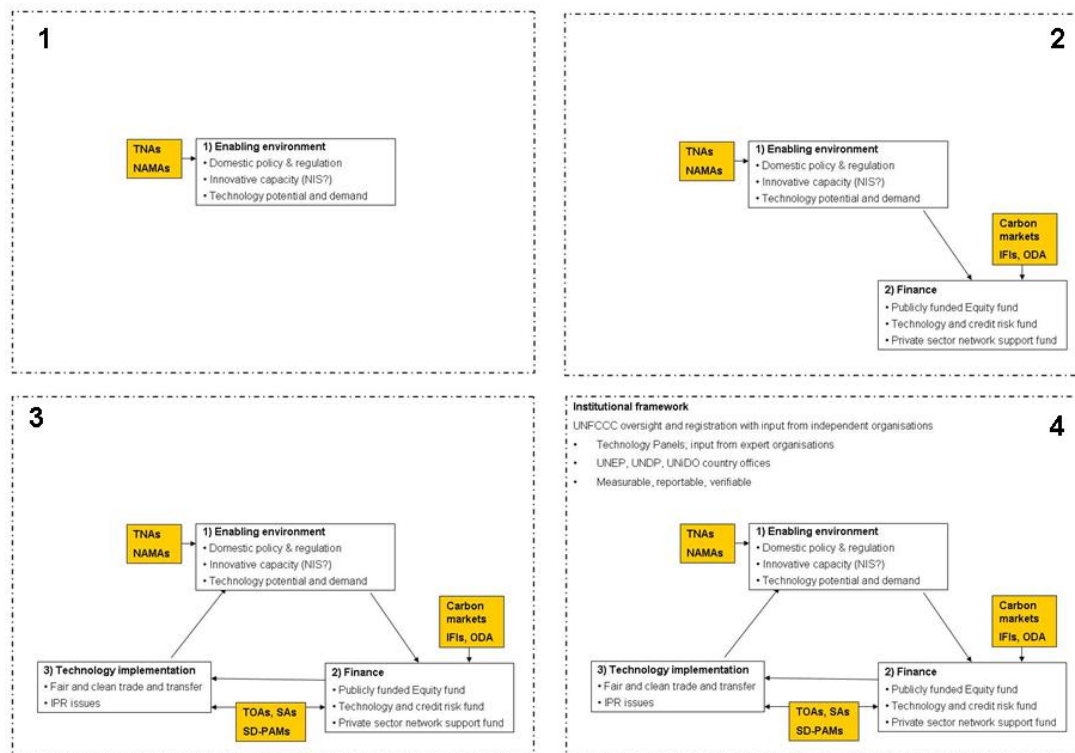 1
TNAs
NAMAs
1) Enabling environment
• Domestic policy & regulation
• Innovative capacity (NIS?)
• Technology potential and demand
2
TNAs
NAMAs
1) Enabling environment
• Domestic policy & regulation
• Innovative capacity (NIS?)
• Technology potential and demand
Carbon
markets
IFIs, ODA
2) Finance
• Publicly funded Equity fund
• Technology and credit risk fund
• Private sector network support fund
3
TNAs
NAMAs
1) Enabling environment
• Domestic policy & regulation
• Innovative capacity (NIS?)
• Technology potential and demand
Carbon
markets
IFIs, ODA
3) Technology implementation
• Fair and clean trade and transfer
• IPR issues
TOAs, SAs
SD-PAMs
2) Finance
• Publicly funded Equity fund
• Technology and credit risk fund
• Private sector network support fund
4
Institutional framework
UNFCCC oversight and registration with input from independent organisations
• Technology Panels; input from expert organisations
• UNEP, UNDP, UNiDO country offices
• Measurable, reportable, verifiable
TNAs
NAMAs
1) Enabling environment
• Domestic policy & regulation
• Innovative capacity (NIS?)
• Technology potential and demand
Carbon
markets
IFIs, ODA
3) Technology implementation
• Fair and clean trade and transfer
• IPR issues
TOAs, SAs
SD-PAMs
2) Finance
• Publicly funded Equity fund
• Technology and credit risk fund
• Private sector network support fund